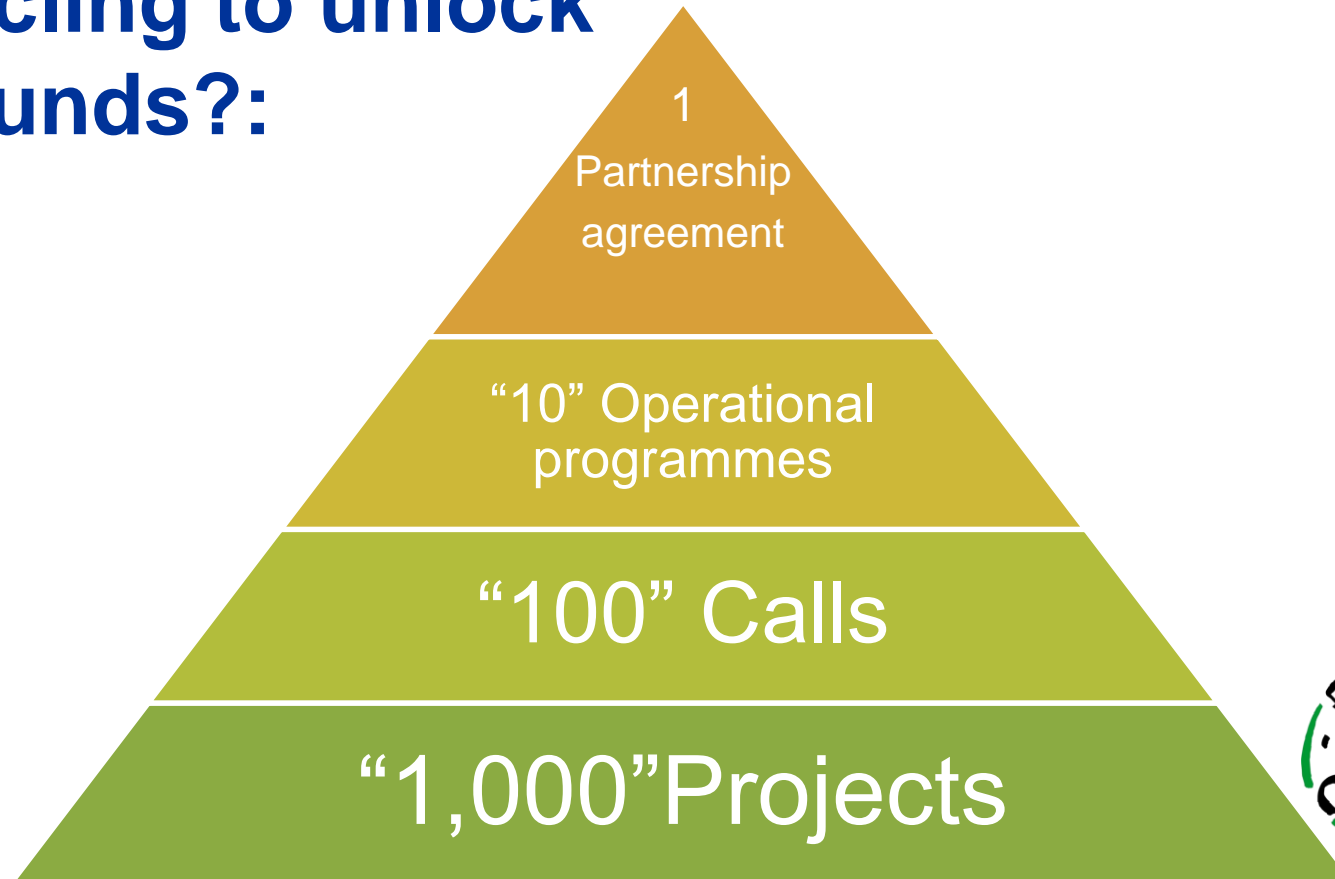 cling to unlock
unds?:
1
Partnership
agreement
“10” Operational
programmes
“100” Calls
“1,000”Projects